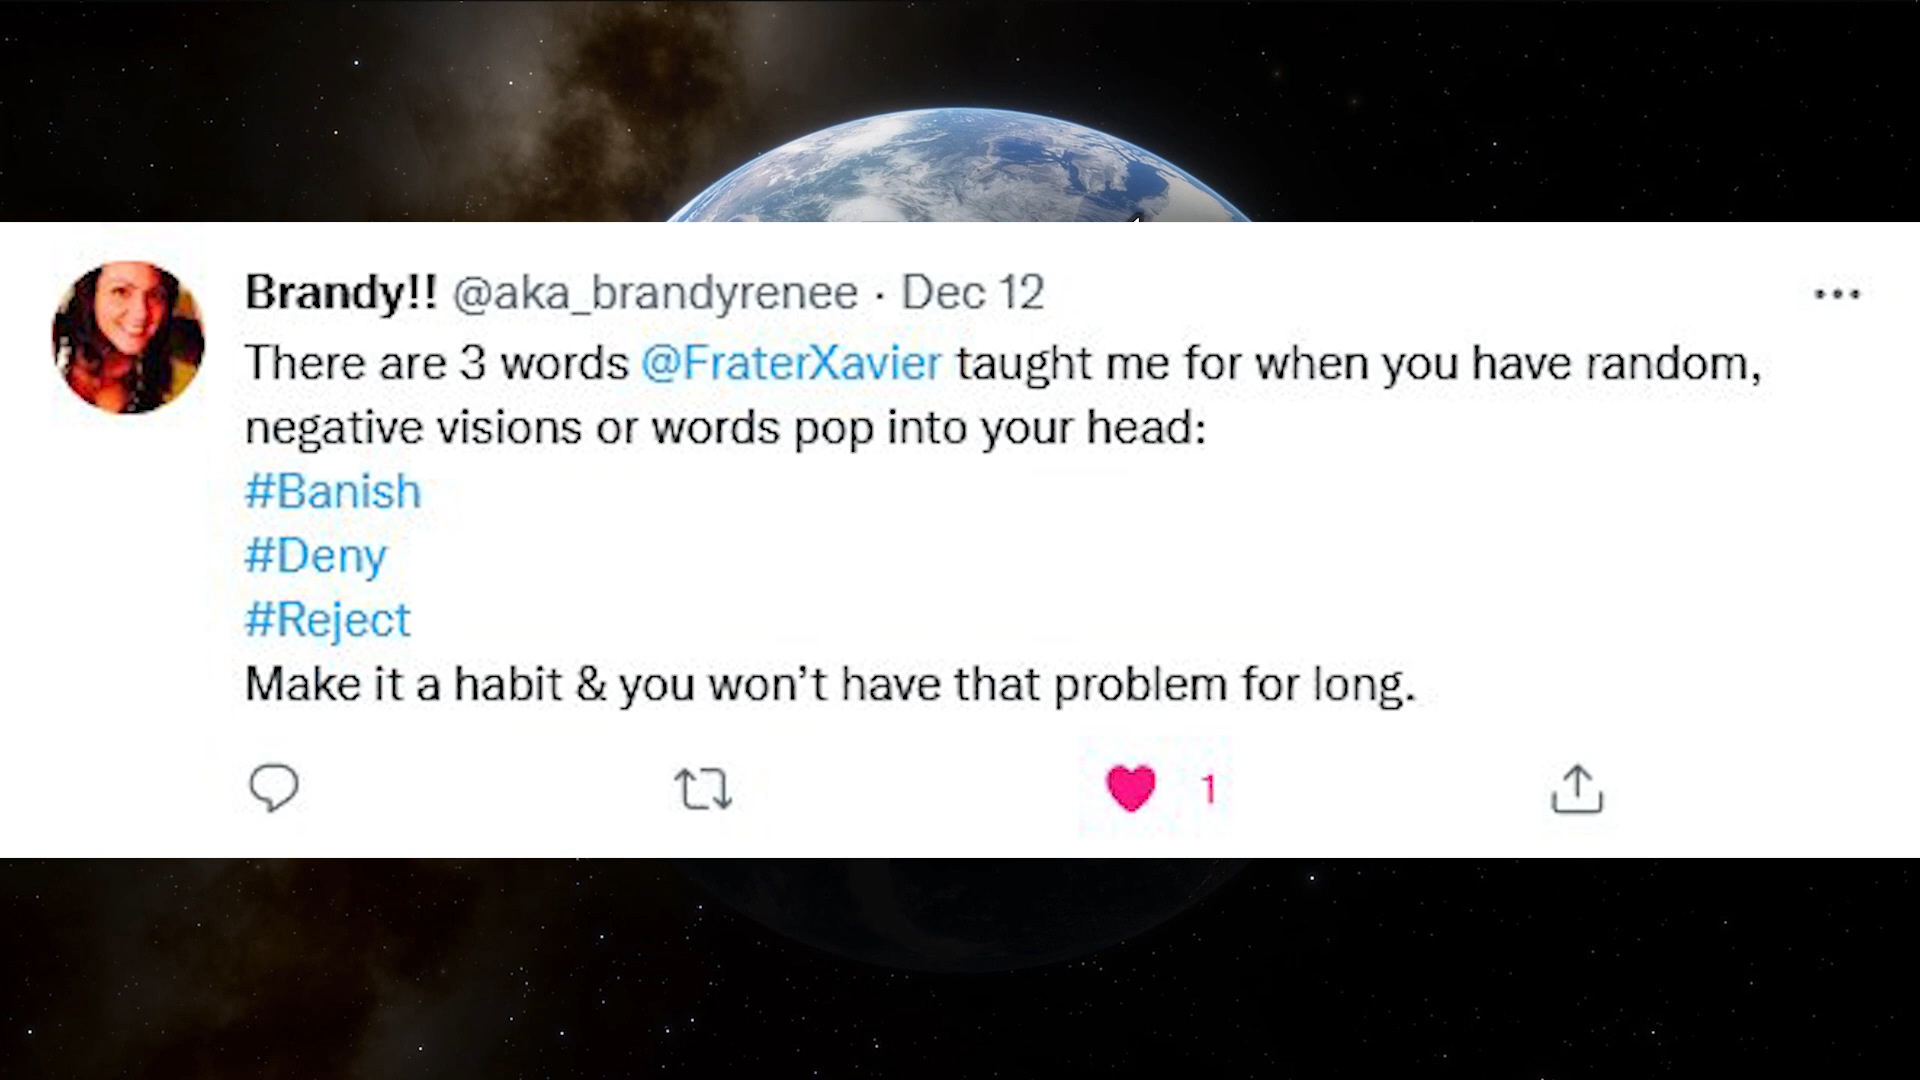 Brandy!! @aka_brandyrenee · Dec 12
There are 3 words @FraterXavier taught me for when you have random,
negative visions or words pop into your head:
#Banish
#Deny
#Reject
Make it a habit & you won’t have that problem for long.
1